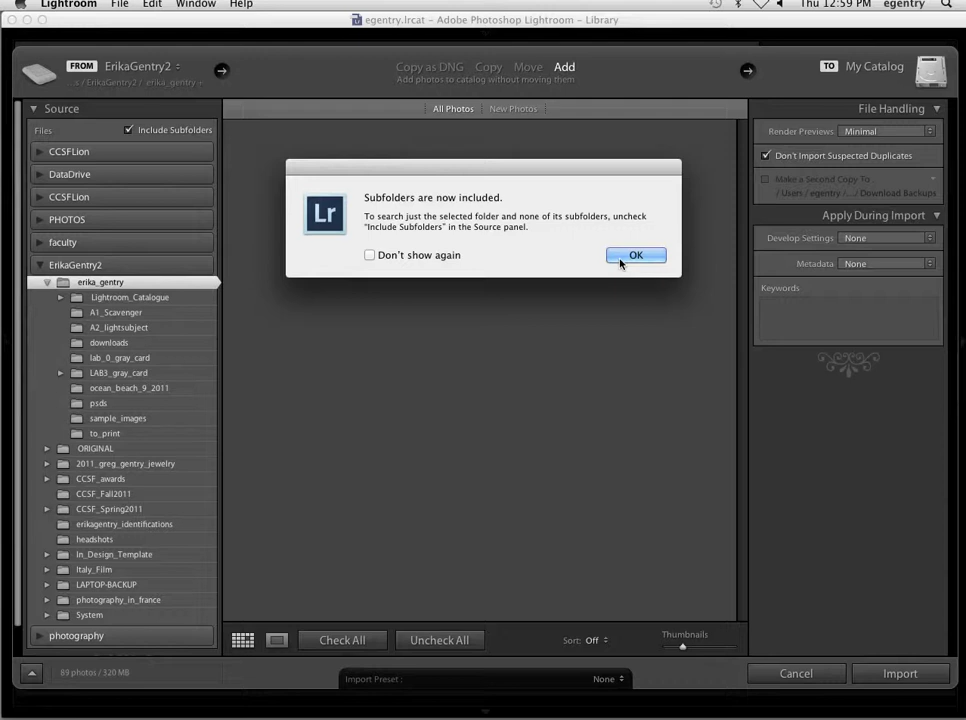 Lightroom File Edit Window Help Thu 12:59 PM egentry
egentry.lrcat – Adobe Photoshop Lightroom – Library
FROM ErikaGentry2
/ ErikaGentry2 / erika_gentry +
Copy as DNG Copy Move Add
Add photos to catalog without moving them
TO My Catalog
Source
Files Include Subfolders
CCSFLion
DataDrive
CCSFLion
PHOTOS
faculty
ErikaGentry2
erika_gentry
Lightroom_Catalogue
A1_Scavenger
A2_lightsubject
downloads
lab_0_gray_card
LAB3_gray_card
ocean_beach_9_2011
psds
sample_images
to_print
ORIGINAL
2011_greg_gentry_jewelry
CCSF_awards
CCSF_Fall2011
CCSF_Spring2011
erikagentry_identifications
headshots
In_Design_Template
Italy_Film
LAPTOP-BACKUP
photography_in_france
System
photography
89 photos / 320 MB
All Photos New Photos
Lr
Subfolders are now included.
To search just the selected folder and none of its subfolders, uncheck
"Include Subfolders" in the Source panel.
Don't show again OK
Check All Uncheck All Sort: Off Thumbnails
Import Preset : None
File Handling
Render Previews Minimal
Don't Import Suspected Duplicates
Make a Second Copy To...
/ Users / egentry /.../ Download Backups
Apply During Import
Develop Settings None
Metadata None
Keywords
Cancel Import